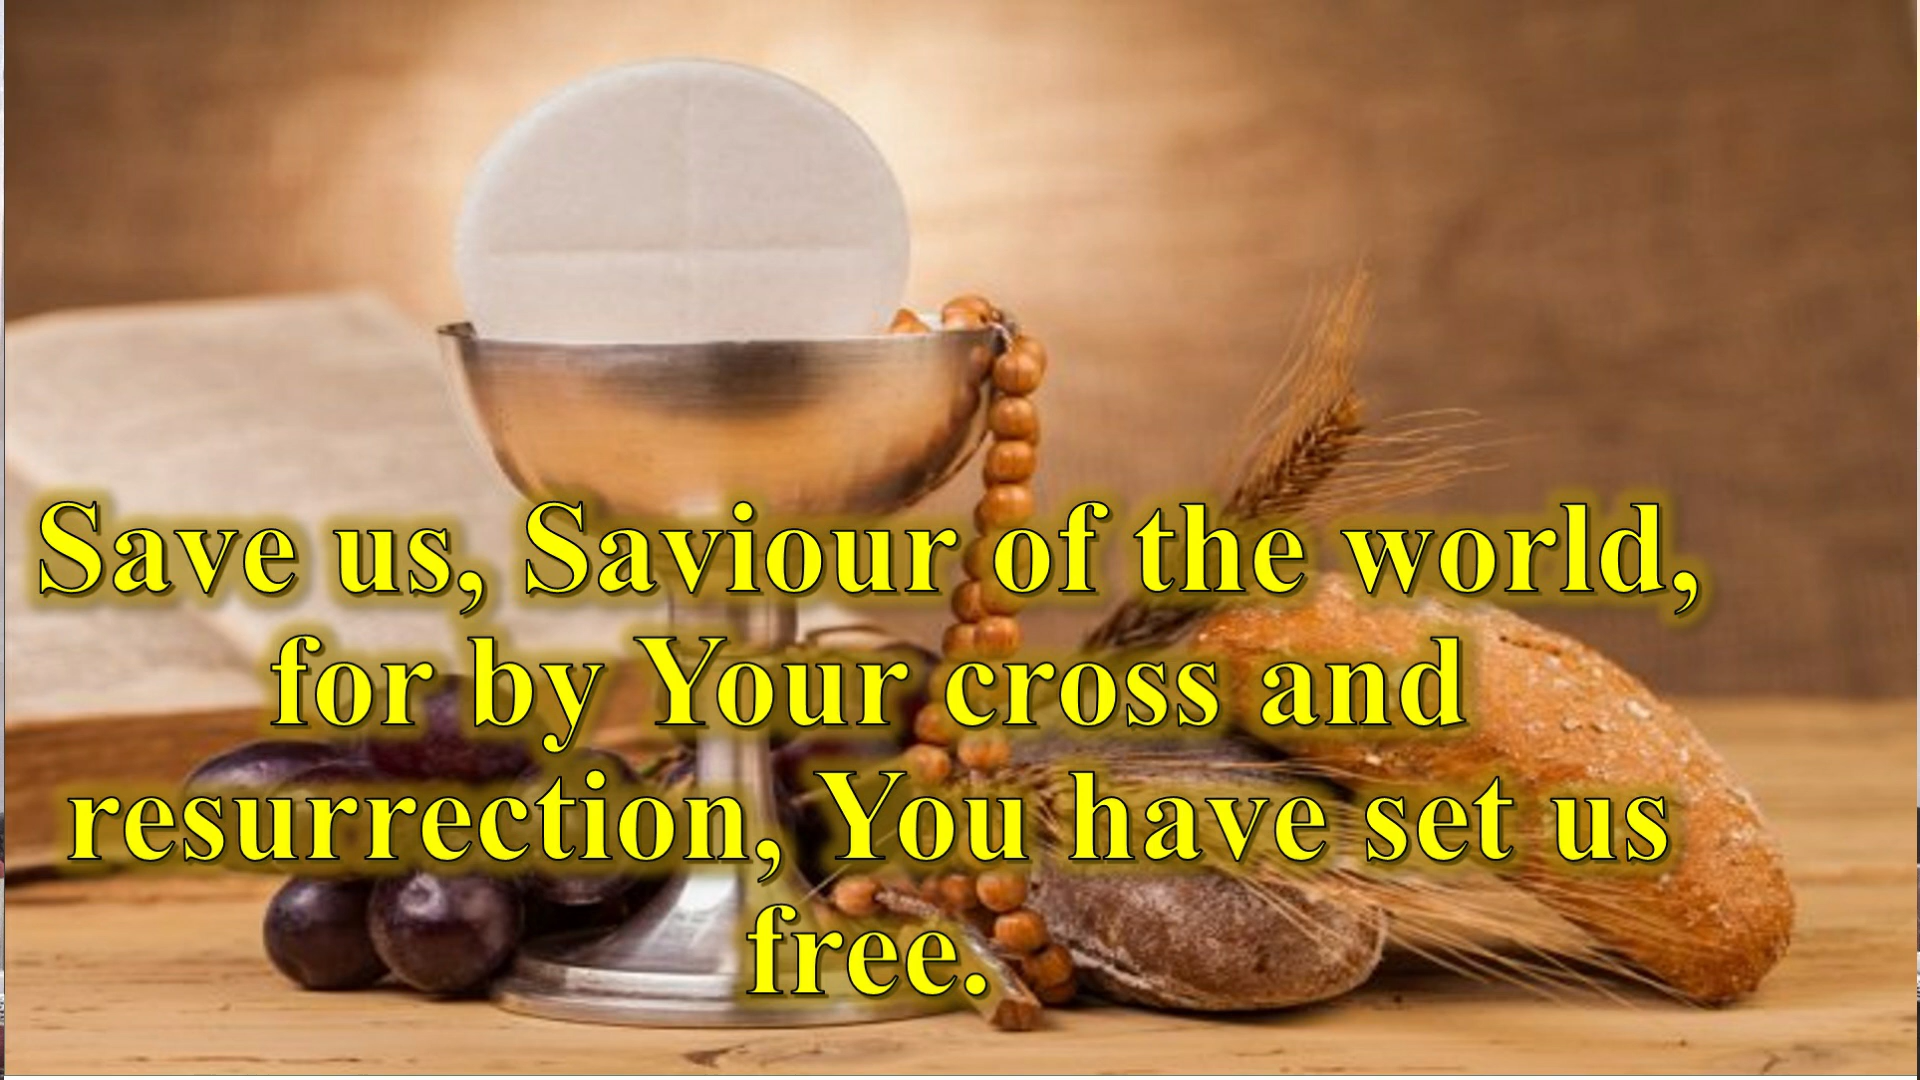 Save us, Saviour of the world,
for by Your cross and
resurrection, You have set us
free.